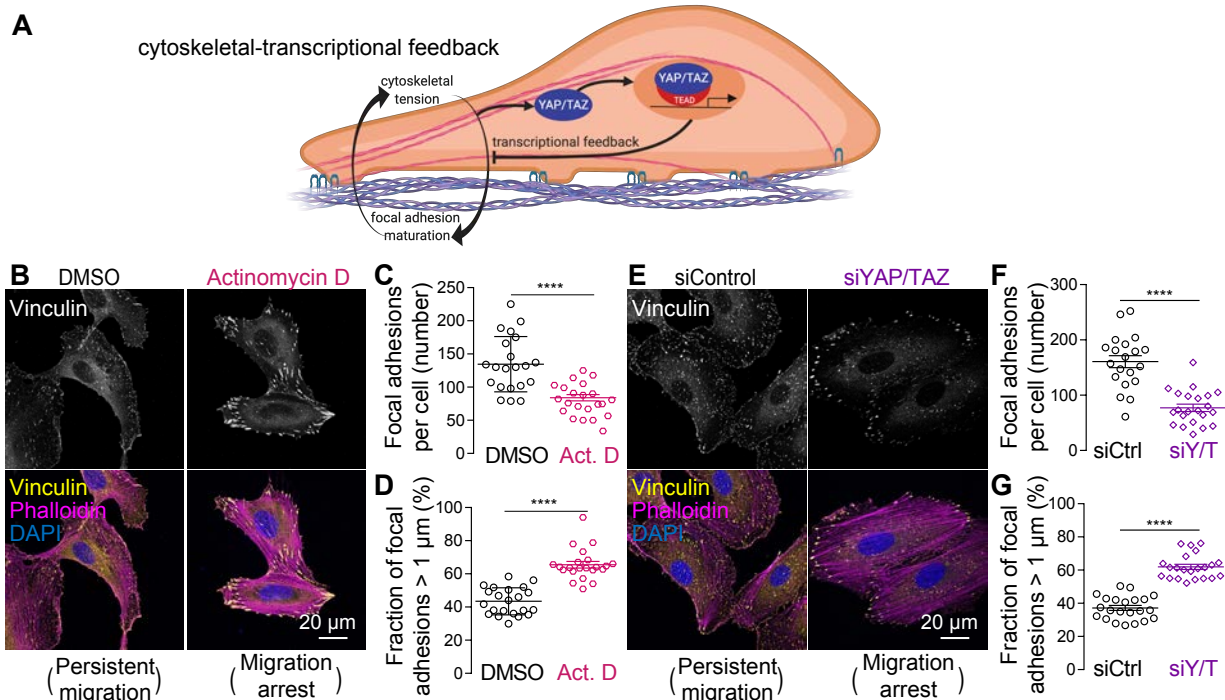 A
cytoskeletal-transcriptional feedback
cytoskeletal
tension
YAP/TAZ
YAP/TAZ
TEAD
transcriptional feedback
focal adhesion
maturation
B
DMSO
Actinomycin D
Vinculin
Vinculin
Phalloidin
DAPI
20 µm
(Persistent
migration)
(Migration
arrest)
C
Focal adhesions
per cell (number)
250
200
150
100
50
0
****
DMSO
Act. D
D
Fraction of focal
adhesions > 1 µm (%)
100
80
60
40
20
0
****
DMSO
Act. D
E
siControl
siYAP/TAZ
Vinculin
Vinculin
Phalloidin
DAPI
20 µm
(Persistent
migration)
(Migration
arrest)
F
Focal adhesions
per cell (number)
300
200
100
0
****
siCtrl
siY/T
G
Fraction of focal
adhesions > 1 µm (%)
100
80
60
40
20
0
****
siCtrl
siY/T